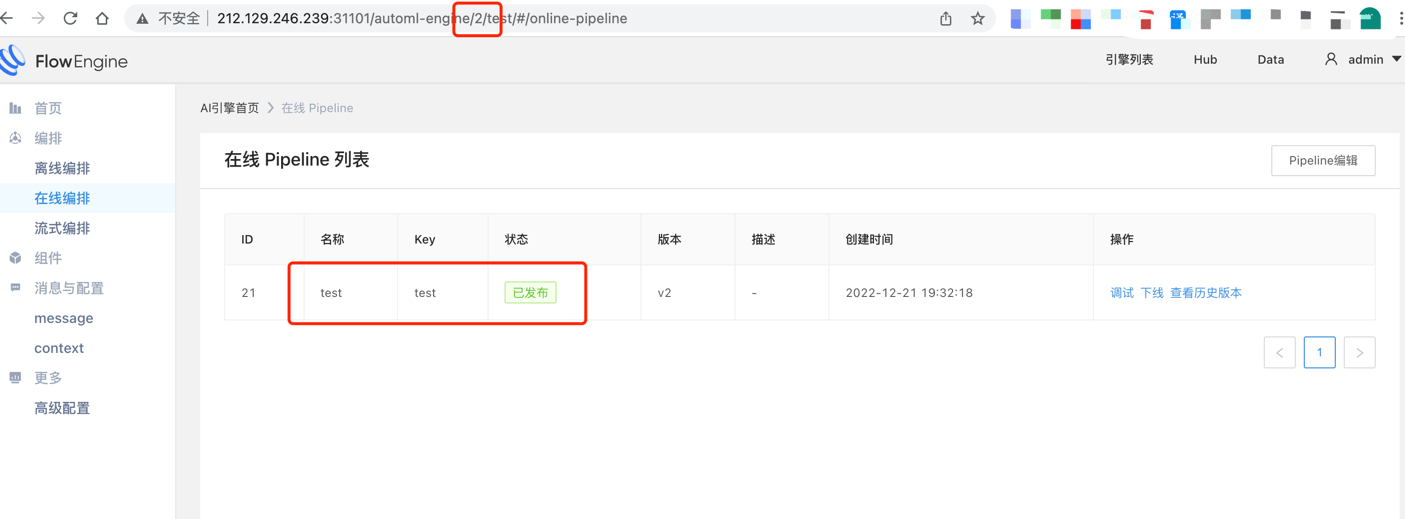 不安全 212.129.246.239:31101/automl-engine/2/test/#/online-pipeline
FlowEngine 引擎列表 Hub Data admin
首页
编排
离线编排
在线编排
流式编排
组件
消息与配置
message
context
更多
高级配置
AI引擎首页 > 在线 Pipeline
在线 Pipeline 列表 Pipeline编辑
ID 名称 Key 状态 版本 描述 创建时间 操作
21 test test 已发布 v2 - 2022-12-21 19:32:18 调试 下线 查看历史版本
< 1 >